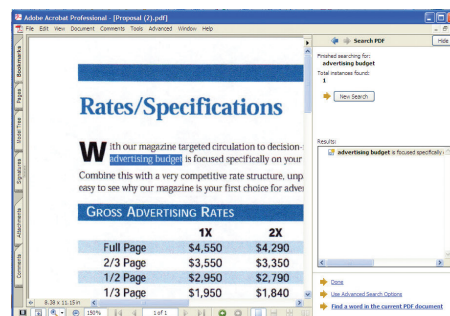 Adobe Acrobat Professional - [Proposal (2).pdf]
File Edit View Document Comments Tools Advanced Window Help
Bookmarks
Pages
Model Tree
Signatures
Attachments
Comments
Rates/Specifications
With our magazine targeted circulation to decision-
advertising budget is focused specifically on your
Combine this with a very competitive rate structure, unp
easy to see why our magazine is your first choice for adver
GROSS ADVERTISING RATES
1X 2X
Full Page $4,550 $4,290
2/3 Page $3,550 $3,350
1/2 Page $2,950 $2,790
1/3 Page $1,950 $1,840
8.38 x 11.15 in
150%
1 of 1
Search PDF
Hide
Finished searching for:
advertising budget
Total instances found:
1
New Search
Results:
advertising budget is focused specifically
Done
Use Advanced Search Options
Find a word in the current PDF document